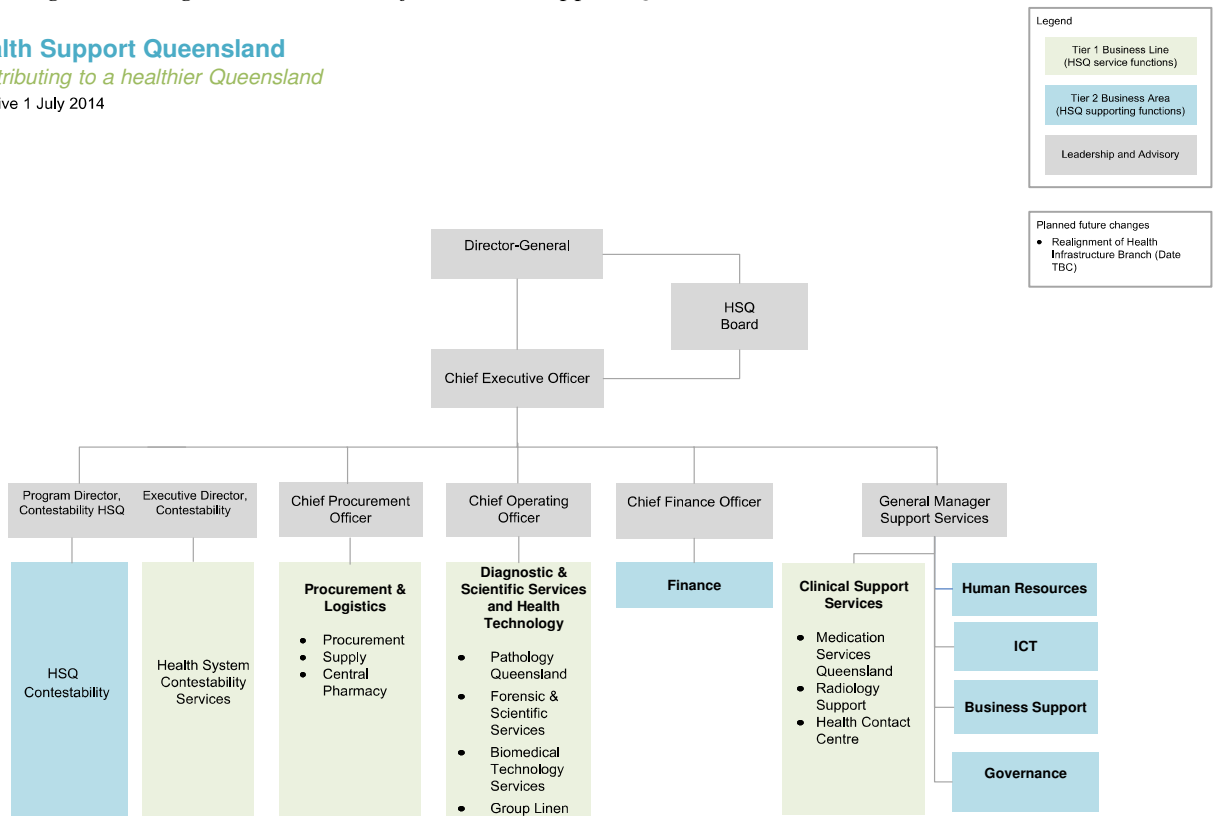 alth Support Queensland
tributing to a healthier Queensland
ive 1 July 2014
Legend
Tier 1 Business Line
(HSQ service functions)
Tier 2 Business Area
(HSQ supporting functions)
Leadership and Advisory
Planned future changes
● Realignment of Health
Infrastructure Branch (Date
TBC)
Director-General
HSQ
Board
Chief Executive Officer
Program Director,
Contestability HSQ
Executive Director,
Contestability
Chief Procurement
Officer
Chief Operating
Officer
Chief Finance Officer
General Manager
Support Services
HSQ
Contestability
Health System
Contestability
Services
Procurement &
Logistics
● Procurement
● Supply
● Central
Pharmacy
Diagnostic &
Scientific Services
and Health
Technology
● Pathology
Queensland
● Forensic &
Scientific
Services
● Biomedical
Technology
Services
● Group Linen
Finance
Clinical Support
Services
● Medication
Services
Queensland
● Radiology
Support
● Health Contact
Centre
Human Resources
ICT
Business Support
Governance